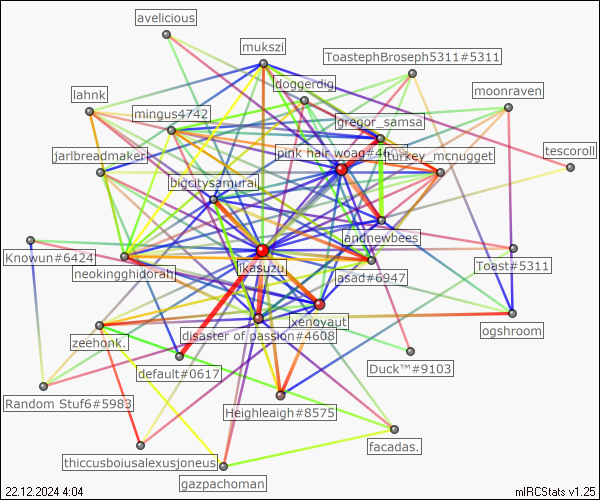 avelicious
mukszi
ToastephBroseph5311#5311
doggerdig
moonraven
lahnk
mingus4742
gregor_samsa
tescoroll
jarlbreadmaker
pink hair woag#4
turkey_mcnugget
bigcitysamurai
andnewbees
Knowun#6424
neokingghidorah
ikasuzu
asad#6947
Toast#5311
xenovaut
ogshroom
zeehonk.
disaster of passion#4608
default#0617
Duck™#9103
Random Stuf6#5983
Heighleaigh#8575
facadas.
thiccusboiusalexusjoneus
gazpachoman
22.12.2024 4:04
mIRCStats v1.25